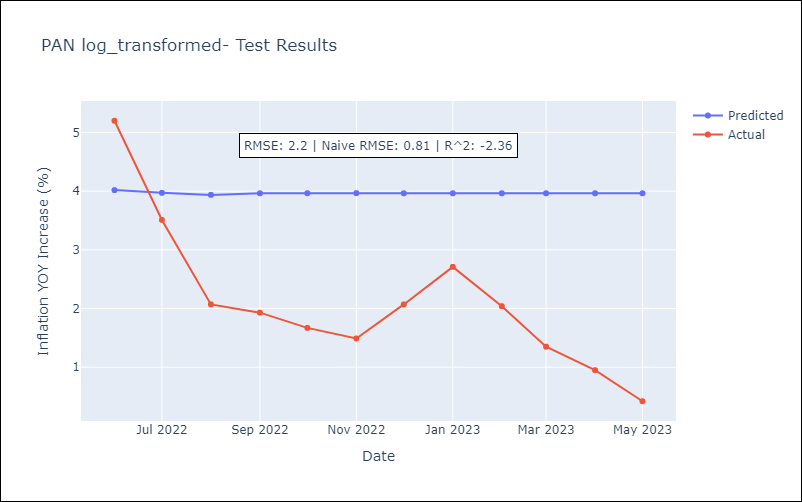 PAN log_transformed- Test Results
Predicted
Actual
RMSE: 2.2 | Naive RMSE: 0.81 | R^2: -2.36
Inflation YOY Increase (%)
5
4
3
2
1
Jul 2022
Sep 2022
Nov 2022
Jan 2023
Mar 2023
May 2023
Date